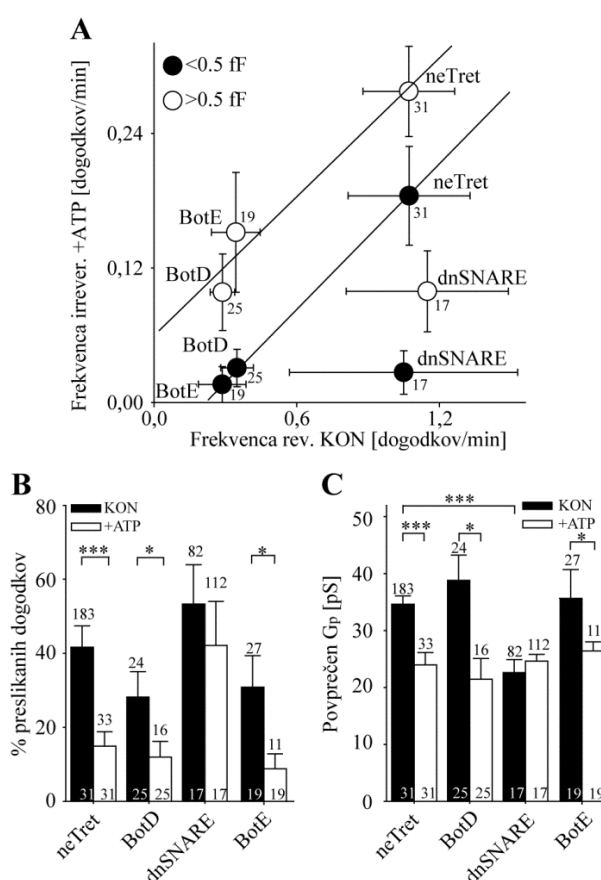 A
<0.5 fF
>0.5 fF
Frekvenca irrever. +ATP [dogodkov/min]
0,24
0,12
0,00
neTret
31
neTret
31
BotE
19
BotD
25
dnSNARE
17
BotD
25
BotE
19
dnSNARE
17
0,0 0,6 1,2
Frekvenca rev. KON [dogodkov/min]
B
KON
+ATP
% preslikanih dogodkov
80
60
40
20
0
*** * *
183 33 24 16 82 112 27 11
31 31 25 25 17 17 19 19
neTret BotD dnSNARE BotE
C
KON
+ATP
Povprečen Gp [pS]
50
40
30
20
10
0
***
*** * *
183 33 24 16 82 112 27 11
31 31 25 25 17 17 19 19
neTret BotD dnSNARE BotE